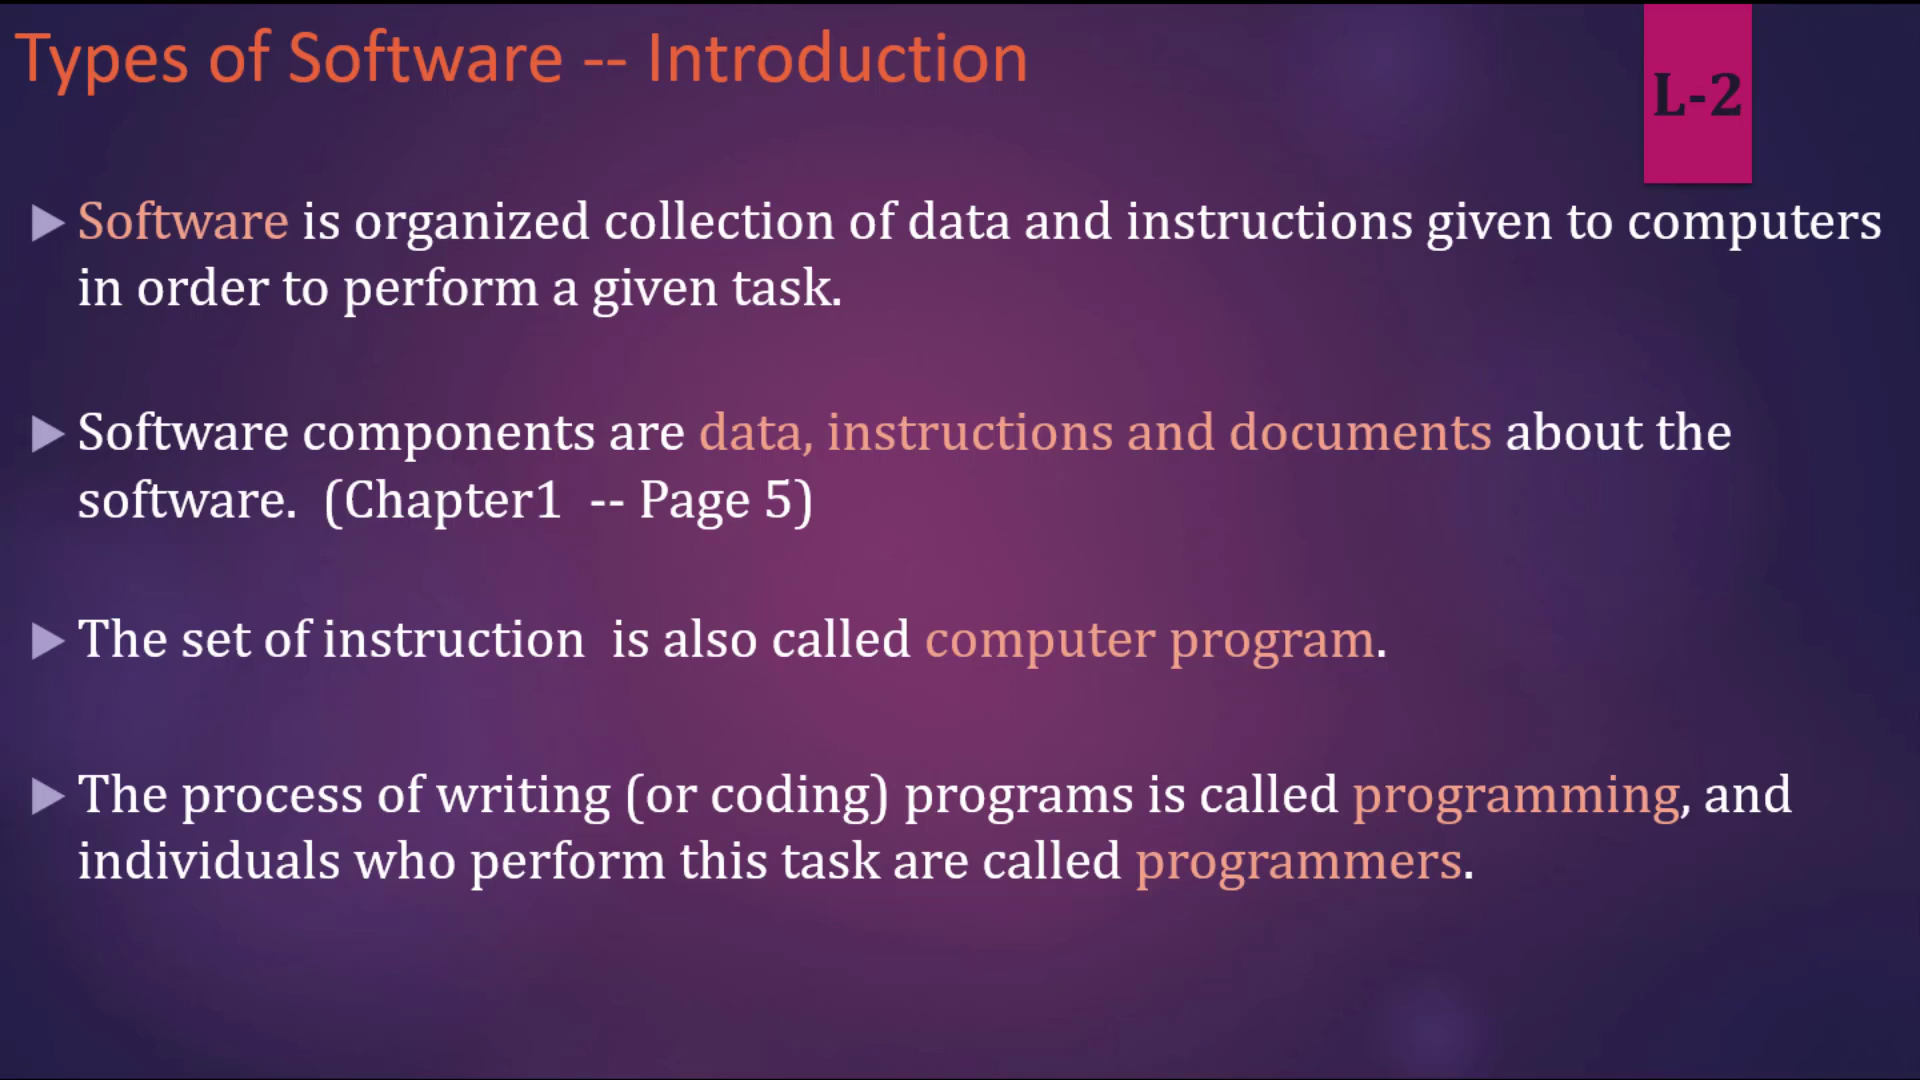 Types of Software -- Introduction
L-2
Software is organized collection of data and instructions given to computers
in order to perform a given task.
Software components are data, instructions and documents about the
software. (Chapter1 -- Page 5)
The set of instruction is also called computer program.
The process of writing (or coding) programs is called programming, and
individuals who perform this task are called programmers.